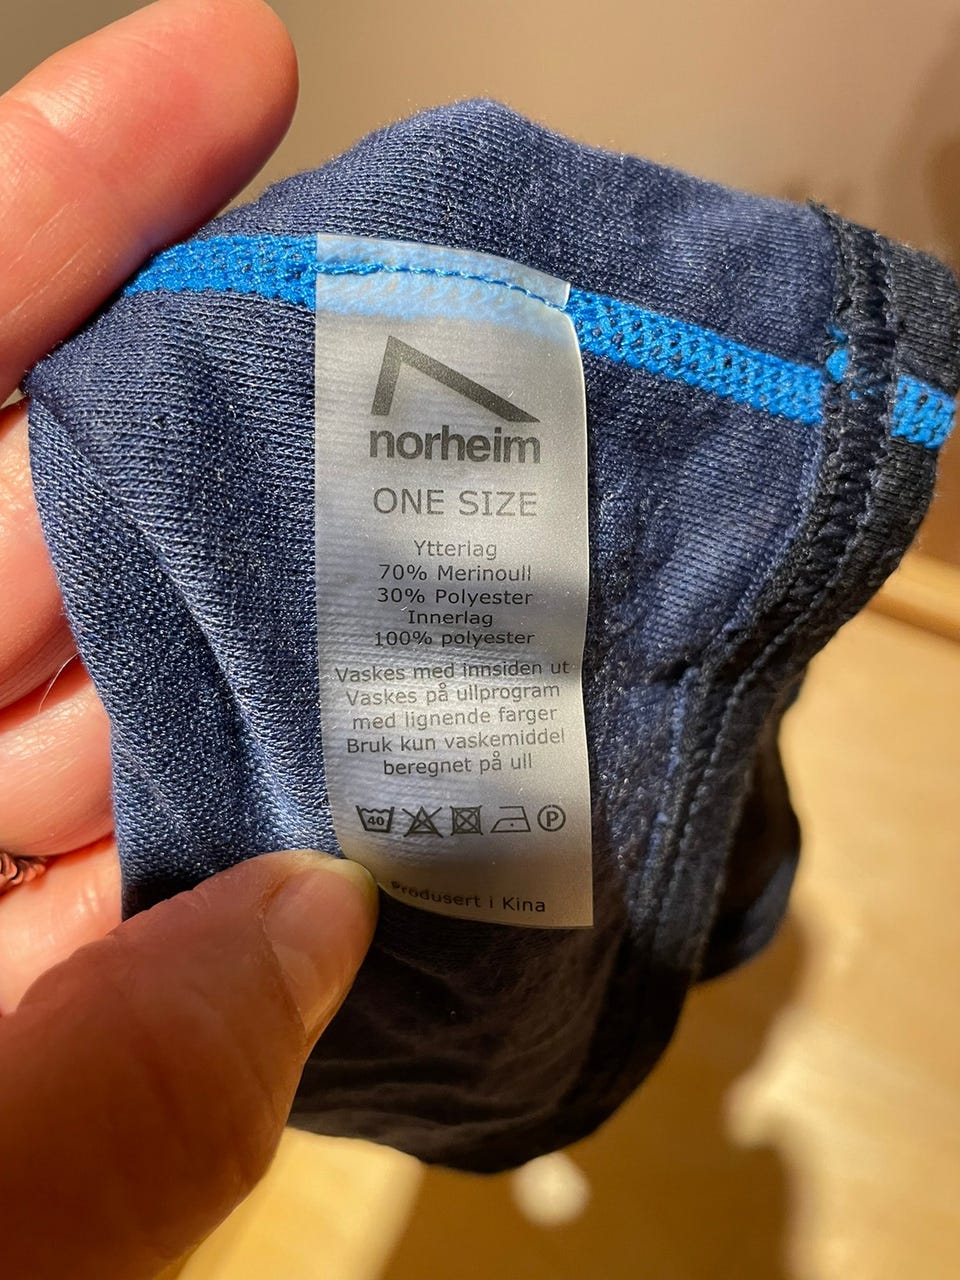 norheim
ONE SIZE
Ytterlag
70% Merinoull
30% Polyester
Innerlag
100% polyester
Vaskes med innsiden ut
Vaskes på ullprogram
med lignende farger
Bruk kun vaskemiddel
beregnet på ull
40 P
Produsert i Kina